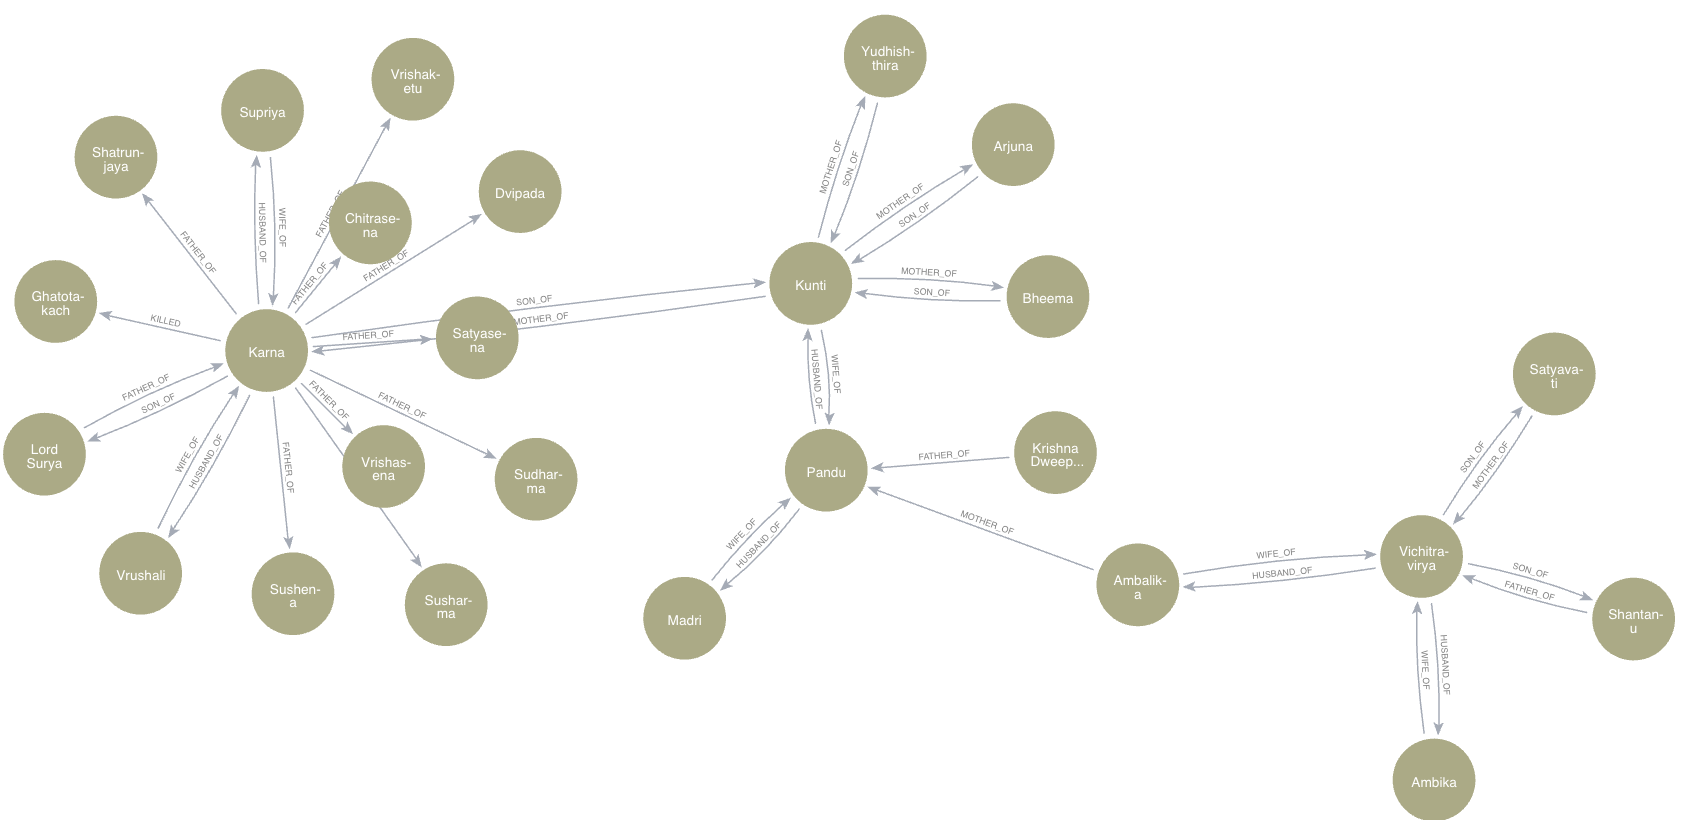 Yudhish-
thira
Vrishak-
etu
Supriya
Arjuna
Shatrun-
jaya
Dvipada
Chitrase-
na
MOTHER_OF
SON_OF
MOTHER_OF
SON_OF
FATHER_OF
HUSBAND_OF
WIFE_OF
FATHER_OF
FATHER_OF
FATHER_OF
Kunti
MOTHER_OF
SON_OF
Bheema
Ghatota-
kach
KILLED
SON_OF
MOTHER_OF
Karna
FATHER_OF
Satyase-
na
HUSBAND_OF
WIFE_OF
Satyava-
ti
FATHER_OF
SON_OF
FATHER_OF
FATHER_OF
Lord
Surya
WIFE_OF
HUSBAND_OF
FATHER_OF
Vrishas-
ena
Sudhar-
ma
Pandu
FATHER_OF
Krishna
Dweep...
SON_OF
MOTHER_OF
WIFE_OF
HUSBAND_OF
MOTHER_OF
Vrushali
Sushen-
a
Sushar-
ma
Madri
Ambalik-
a
WIFE_OF
HUSBAND_OF
Vichitra-
virya
SON_OF
FATHER_OF
Shantan-
u
WIFE_OF
HUSBAND_OF
Ambika